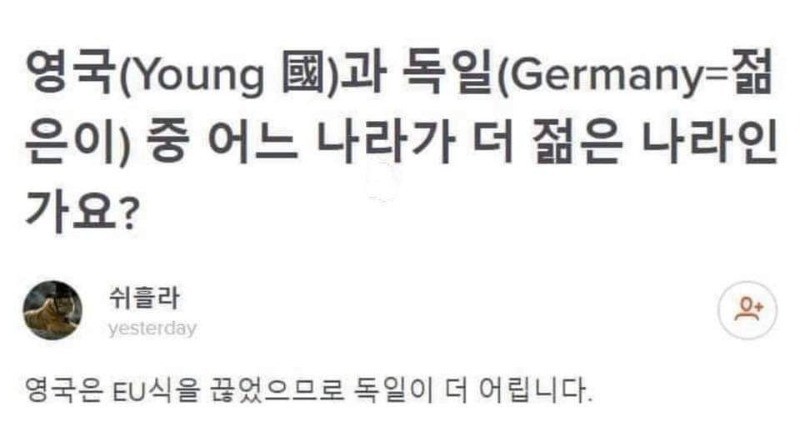 영국(Young 國)과 독일(Germany=젊
은이) 중 어느 나라가 더 젊은 나라인
가요?
쉬흘라
yesterday
영국은 EU식을 끊었으므로 독일이 더 어립니다.